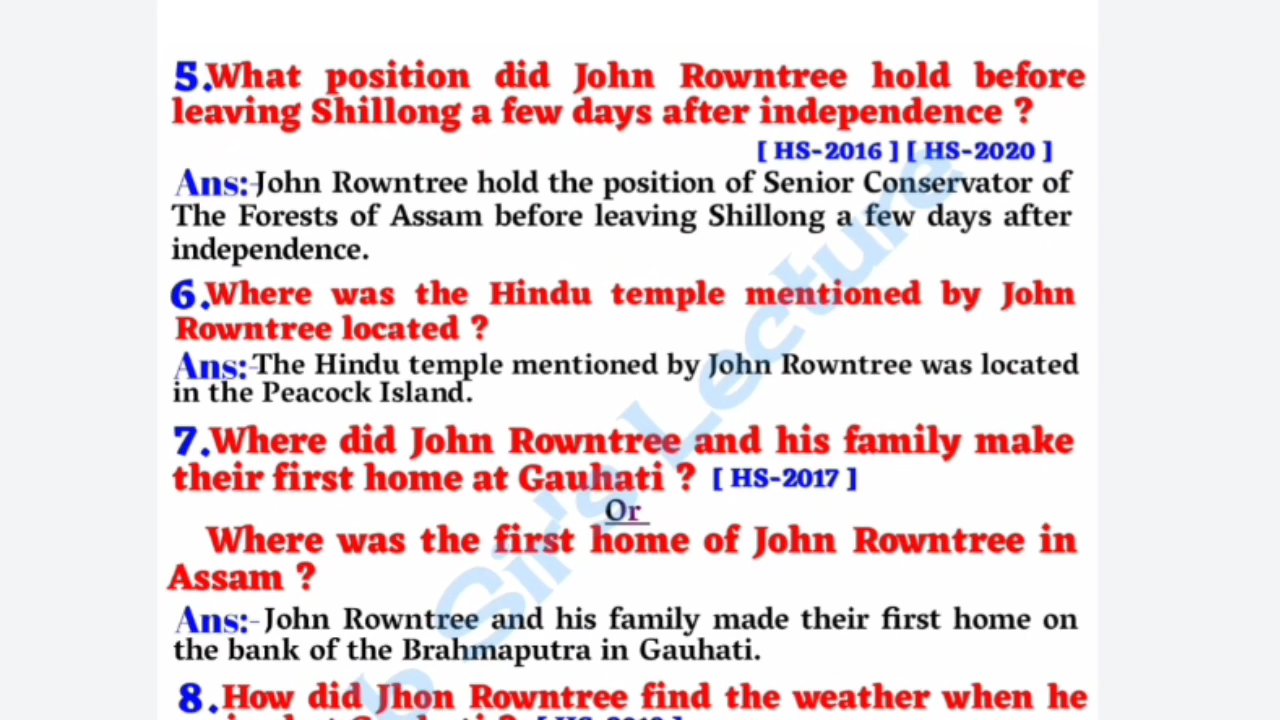 5.What position did John Rowntree hold before
leaving Shillong a few days after independence ?
[ HS-2016 ] [ HS-2020 ]
Ans:-John Rowntree hold the position of Senior Conservator of
The Forests of Assam before leaving Shillong a few days after
independence.
6.Where was the Hindu temple mentioned by John
Rowntree located ?
Ans:-The Hindu temple mentioned by John Rowntree was located
in the Peacock Island.
7.Where did John Rowntree and his family make
their first home at Gauhati ? [ HS-2017 ]
Or
Where was the first home of John Rowntree in
Assam ?
Ans:-John Rowntree and his family made their first home on
the bank of the Brahmaputra in Gauhati.
8.How did Jhon Rowntree find the weather when he
Sir's Lecture